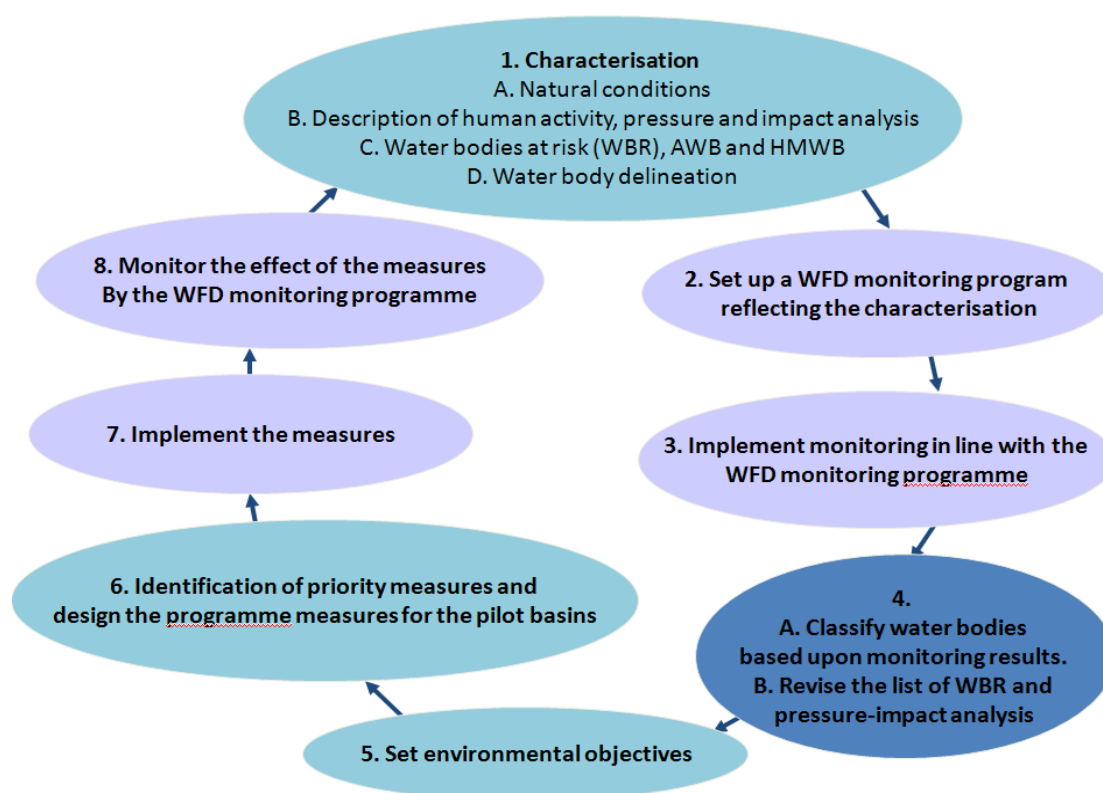 1. Characterisation
A. Natural conditions
B. Description of human activity, pressure and impact analysis
C. Water bodies at risk (WBR), AWB and HMWB
D. Water body delineation
2. Set up a WFD monitoring program
reflecting the characterisation
3. Implement monitoring in line with the
WFD monitoring programme
4.
A. Classify water bodies
based upon monitoring results.
B. Revise the list of WBR and
pressure-impact analysis
5. Set environmental objectives
6. Identification of priority measures and
design the programme measures for the pilot basins
7. Implement the measures
8. Monitor the effect of the measures
By the WFD monitoring programme